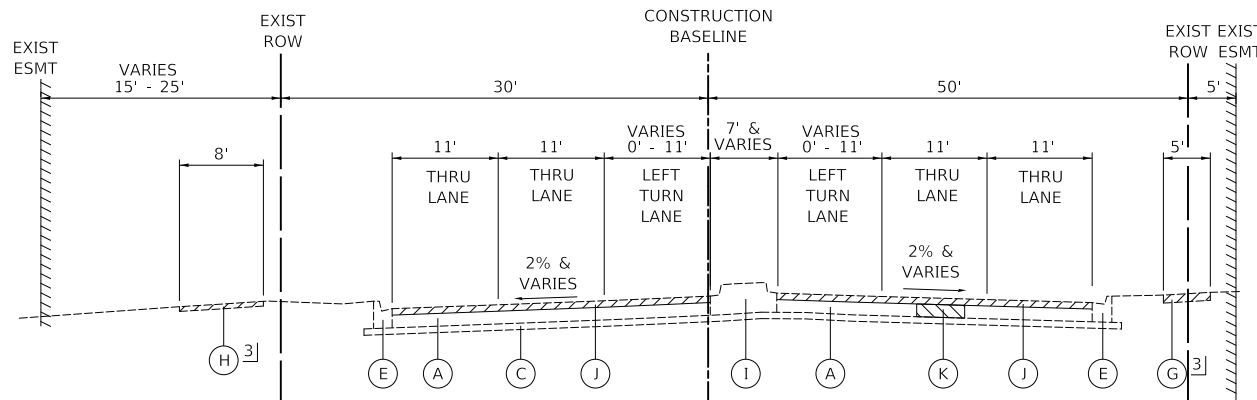 EXIST
ESMT
EXIST
ROW
CONSTRUCTION
BASELINE
EXIST
ROW
EXIST
ESMT
VARIES
15' - 25'
30'
50'
5'
8'
11'
11'
VARIES
0' - 11'
7' &
VARIES
VARIES
0' - 11'
11'
11'
5'
THRU
LANE
THRU
LANE
LEFT
TURN
LANE
LEFT
TURN
LANE
THRU
LANE
THRU
LANE
2% &
VARIES
2% &
VARIES
H 3
E
A
C
J
I
A
K
J
E
G 3